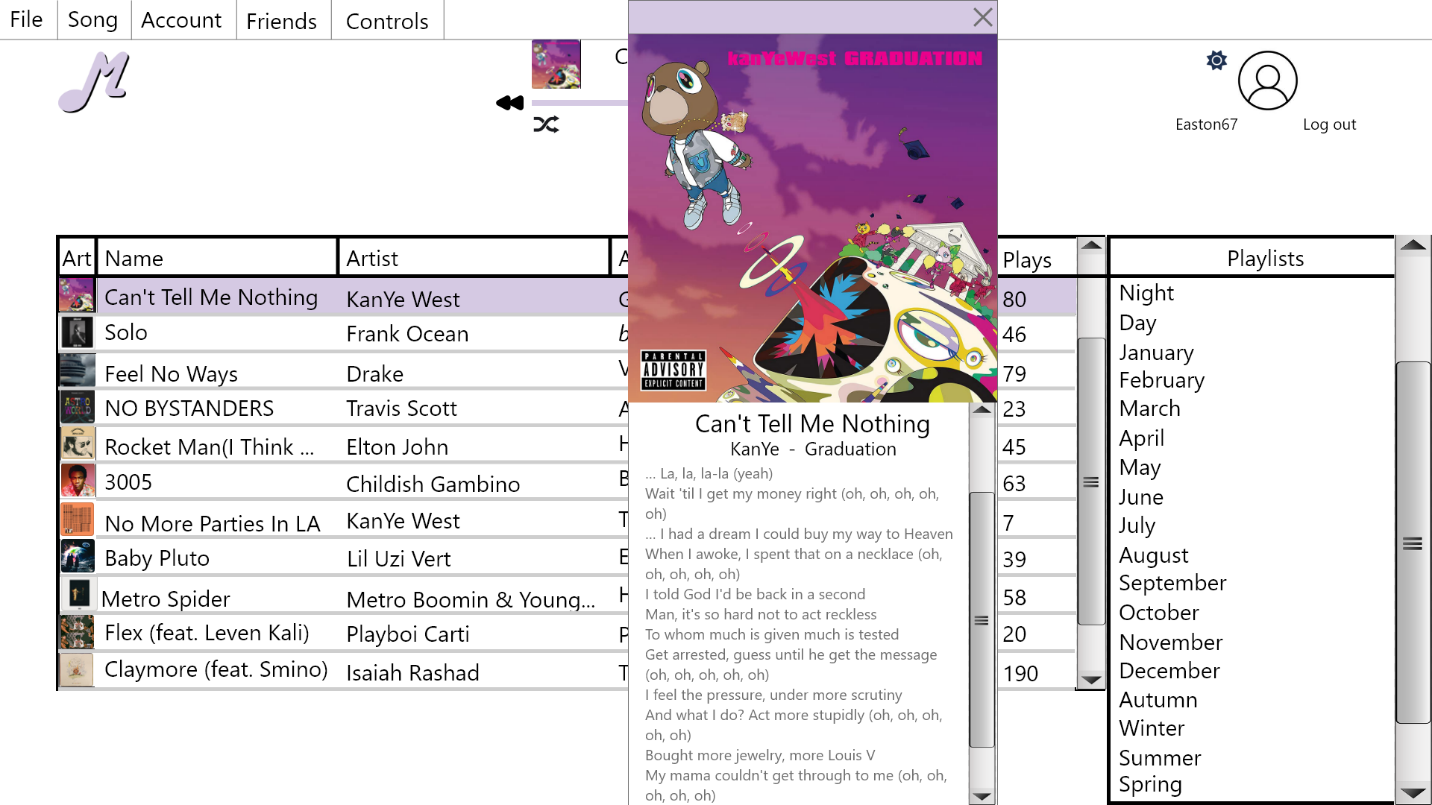 File Song Account Friends Controls
M
C
kanYeWest GRADUATION
Easton67 Log out
U
PARENTAL
ADVISORY
EXPLICIT CONTENT
Art Name Artist A Plays
Can't Tell Me Nothing KanYe West G 80
Solo Frank Ocean b 46
Feel No Ways Drake V 79
NO BYSTANDERS Travis Scott A 23
Rocket Man(I Think ... Elton John H 45
3005 Childish Gambino B 63
No More Parties In LA KanYe West T 7
Baby Pluto Lil Uzi Vert E 39
Metro Spider Metro Boomin & Young... H 58
Flex (feat. Leven Kali) Playboi Carti P 20
Claymore (feat. Smino) Isaiah Rashad T 190
Can't Tell Me Nothing
KanYe - Graduation
... La, la, la-la (yeah)
Wait 'til I get my money right (oh, oh, oh, oh,
oh)
... I had a dream I could buy my way to Heaven
When I awoke, I spent that on a necklace (oh,
oh, oh, oh, oh)
I told God I'd be back in a second
Man, it's so hard not to act reckless
To whom much is given much is tested
Get arrested, guess until he get the message
(oh, oh, oh, oh, oh)
I feel the pressure, under more scrutiny
And what I do? Act more stupidly (oh, oh, oh,
oh, oh)
Bought more jewelry, more Louis V
My mama couldn't get through to me (oh, oh,
oh, oh, oh)
Playlists
Night
Day
January
February
March
April
May
June
July
August
September
October
November
December
Autumn
Winter
Summer
Spring